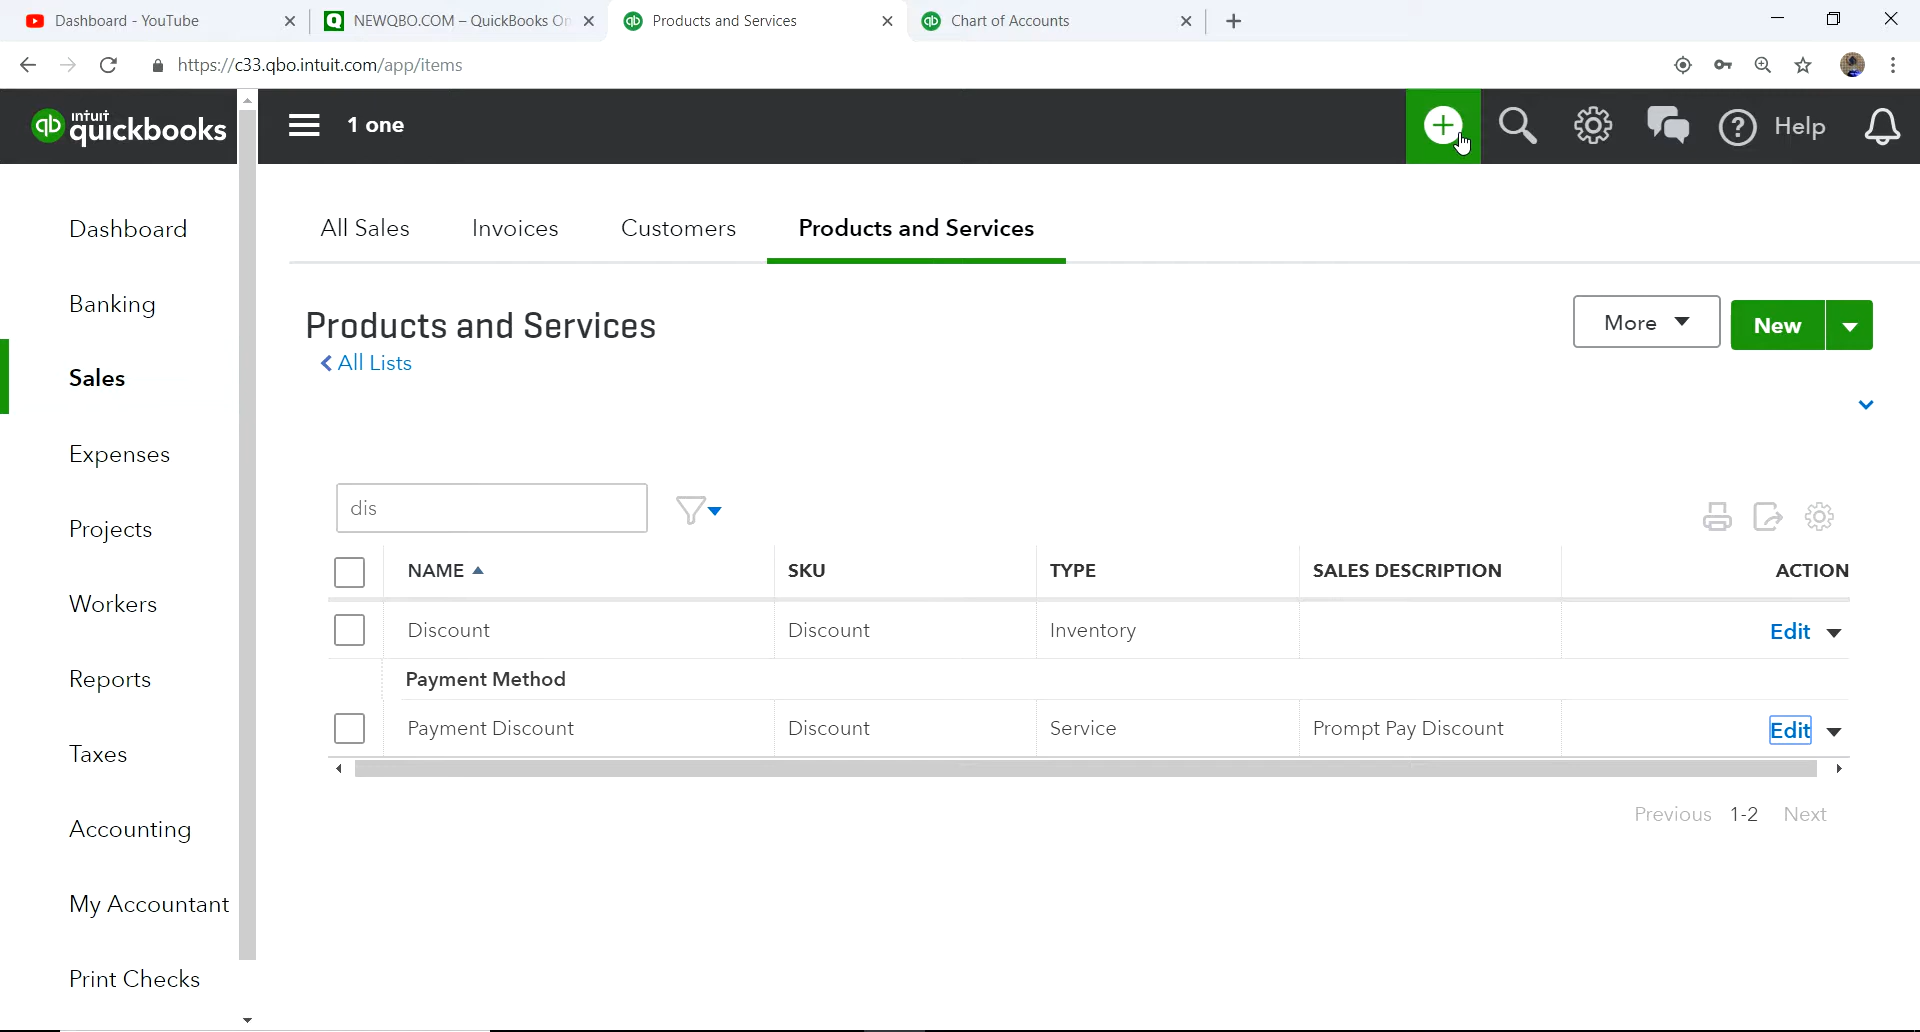 Dashboard - YouTube
NEWQBO.COM – QuickBooks On
Products and Services
Chart of Accounts
https://c33.qbo.intuit.com/app/items
qb intuit quickbooks
1 one
Help
Dashboard
Banking
Sales
Expenses
Projects
Workers
Reports
Taxes
Accounting
My Accountant
Print Checks
All Sales Invoices Customers Products and Services
Products and Services
All Lists
More
New
dis
NAME SKU TYPE SALES DESCRIPTION ACTION
Discount Discount Inventory Edit
Payment Method
Payment Discount Discount Service Prompt Pay Discount Edit
Previous 1-2 Next